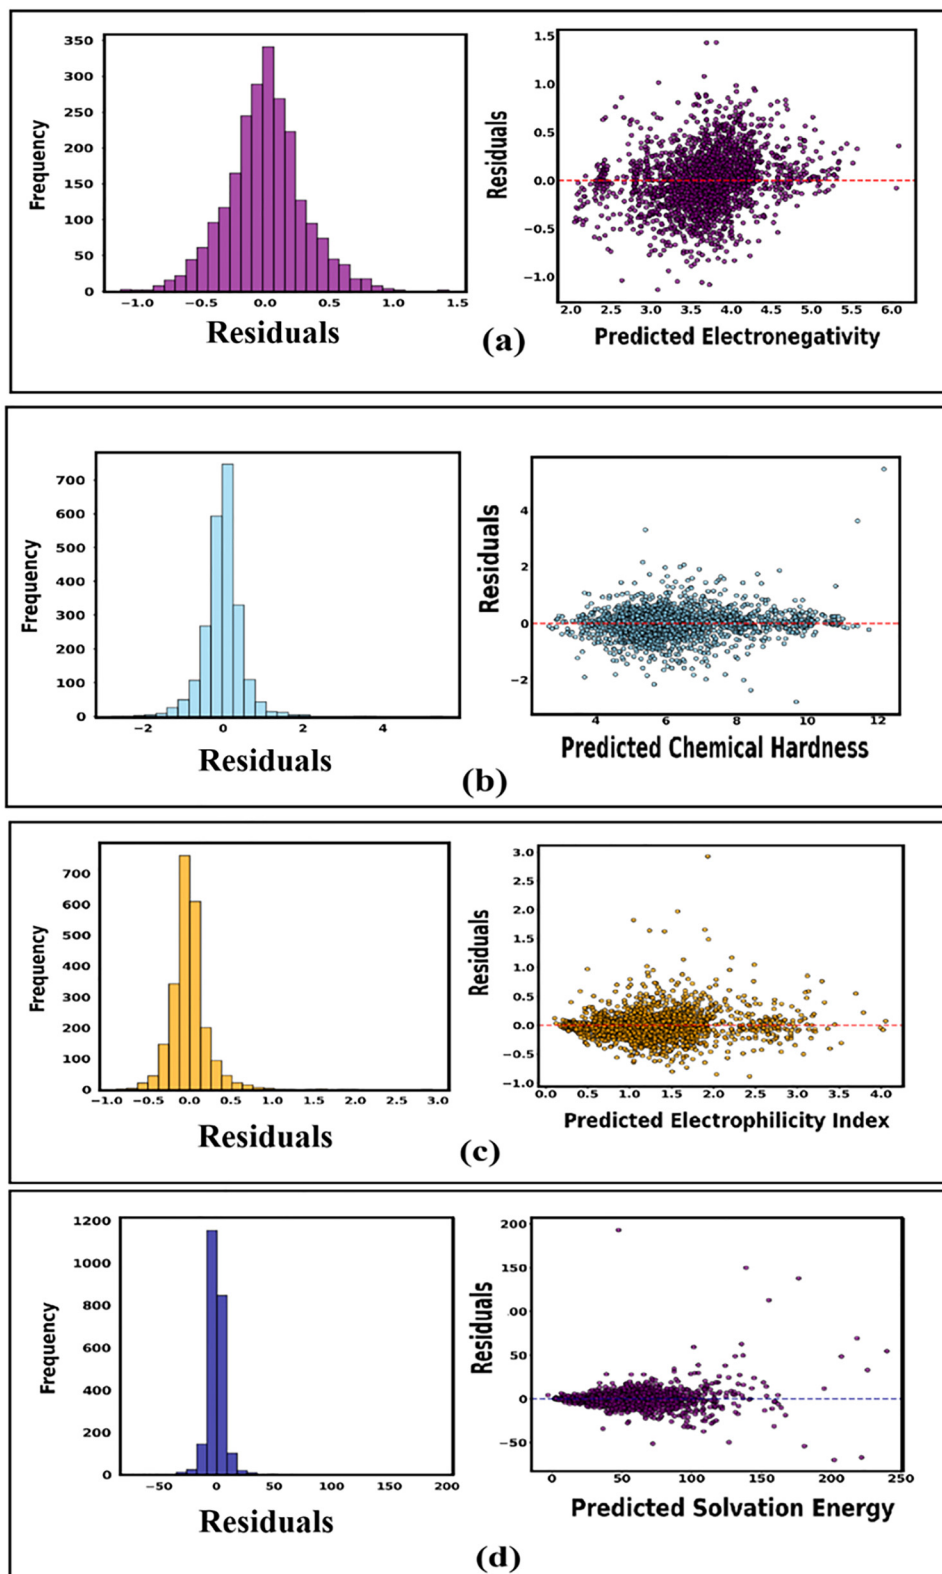 350
300
250
200
150
100
50
0
Frequency
-1.0 -0.5 0.0 0.5 1.0 1.5
Residuals
1.5
1.0
0.5
0.0
-0.5
-1.0
Residuals
2.0 2.5 3.0 3.5 4.0 4.5 5.0 5.5 6.0
Predicted Electronegativity
(a)
700
600
500
400
300
200
100
0
Frequency
-2 0 2 4
Residuals
4
2
0
-2
Residuals
4 6 8 10 12
Predicted Chemical Hardness
(b)
700
600
500
400
300
200
100
0
Frequency
-1.0 -0.5 0.0 0.5 1.0 1.5 2.0 2.5 3.0
Residuals
3.0
2.5
2.0
1.5
1.0
0.5
0.0
-0.5
-1.0
Residuals
0.0 0.5 1.0 1.5 2.0 2.5 3.0 3.5 4.0
Predicted Electrophilicity Index
(c)
1200
1000
800
600
400
200
0
Frequency
-50 0 50 100 150 200
Residuals
200
150
00
50
0
-50
Residuals
0 50 100 150 200 250
Predicted Solvation Energy
(d)